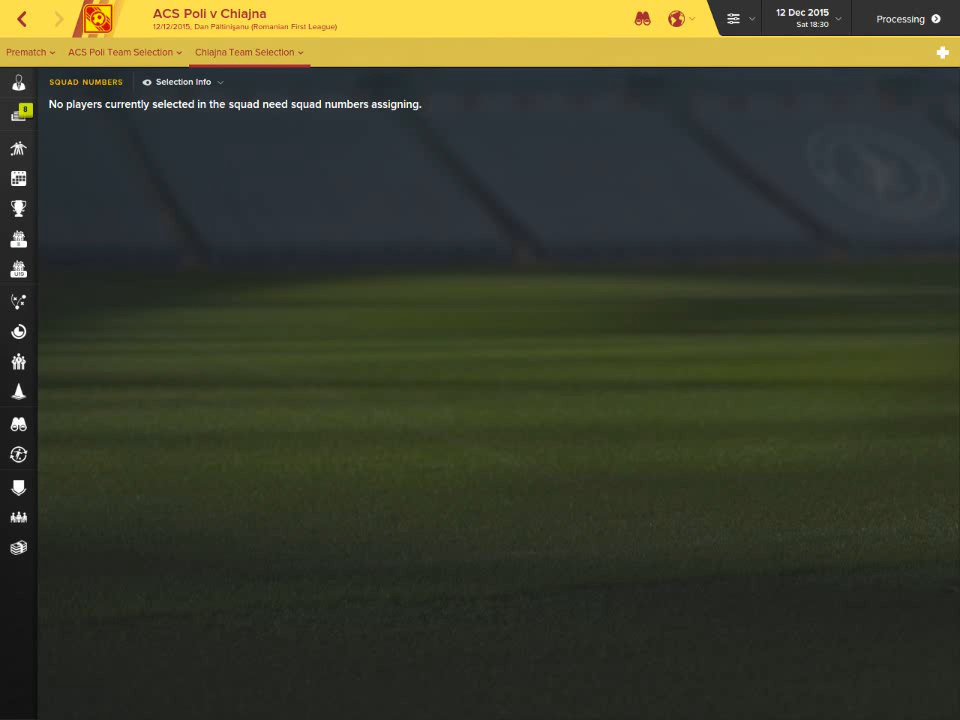 ACS Poli v Chiajna
12/12/2015, Dan Păltinişanu (Romanian First League)
12 Dec 2015
Sat 18:30
Processing
Prematch
ACS Poli Team Selection
Chiajna Team Selection
SQUAD NUMBERS
Selection Info
No players currently selected in the squad need squad numbers assigning.
8
U19